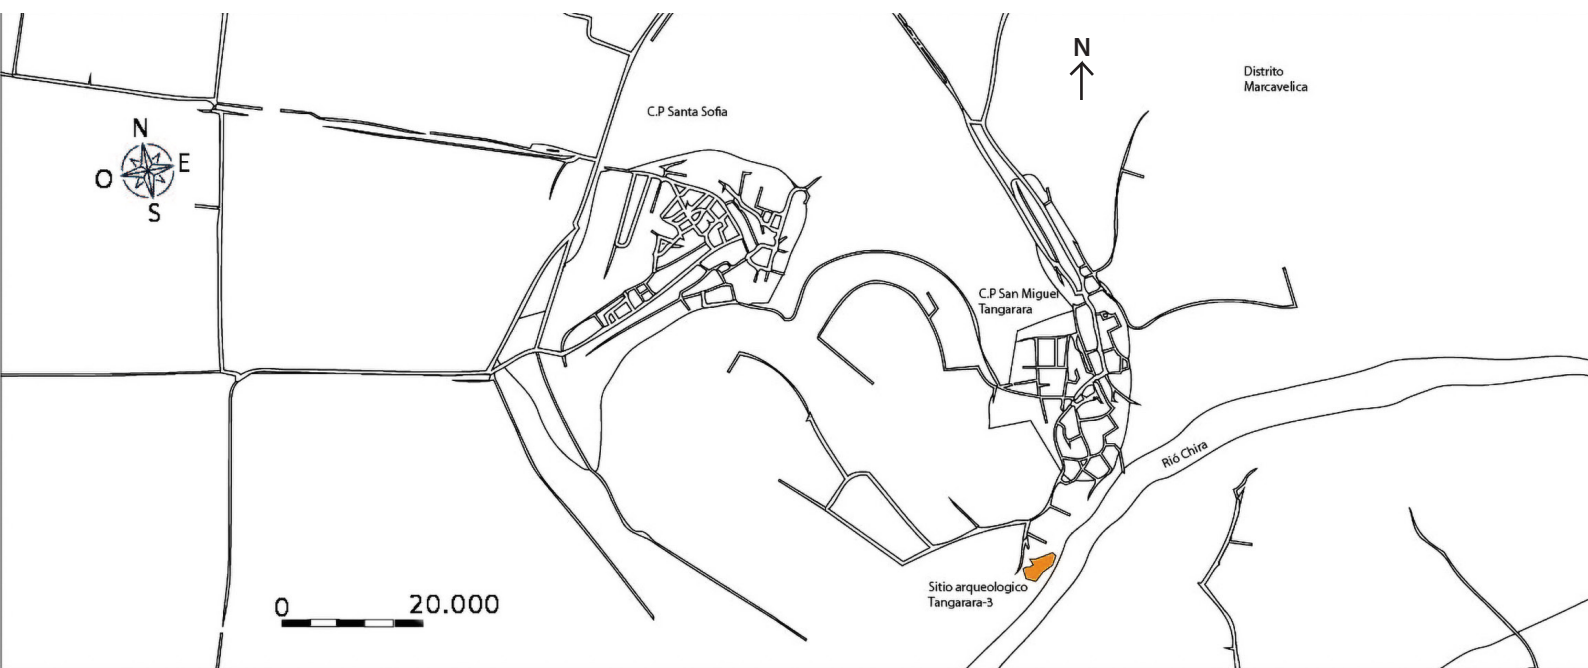 N
Distrito
Marcavelica
C.P Santa Sofia
N
O
E
S
C.P San Miguel
Tangarara
Rió Chira
Sitio arqueologico
Tangarara-3
0
20.000